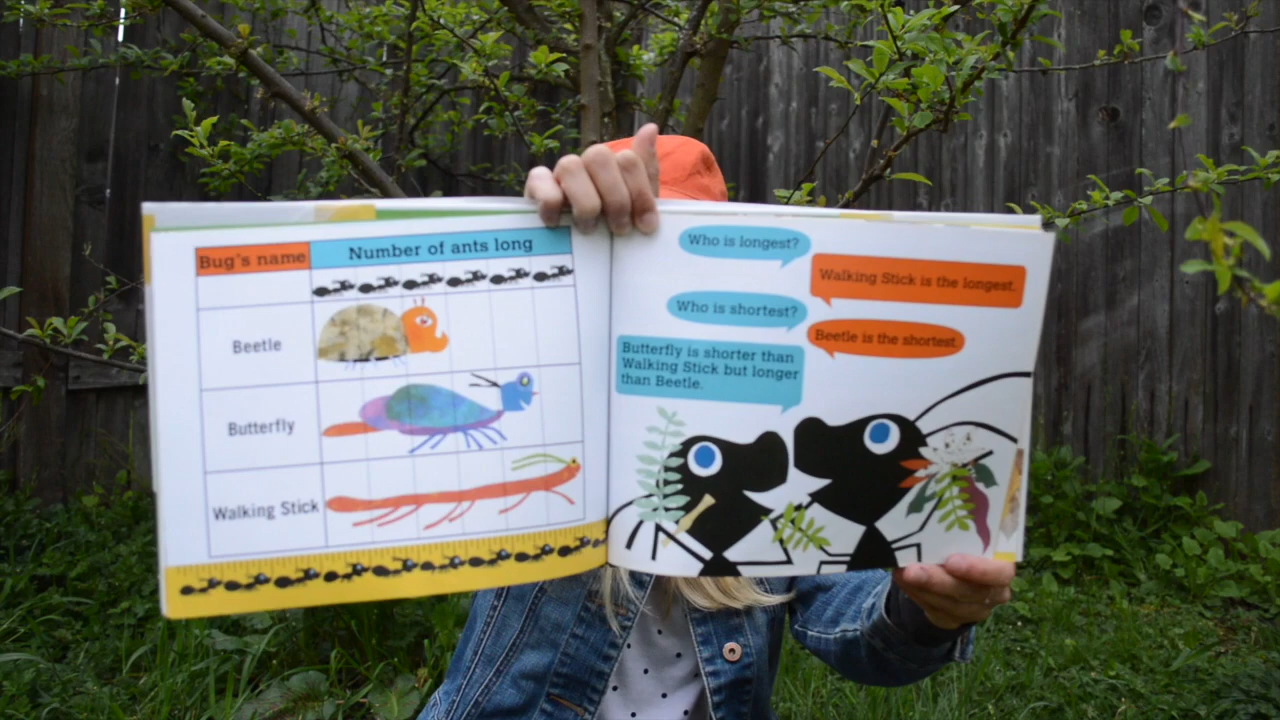 Bug's name
Number of ants long
Beetle
Butterfly
Walking Stick
Who is longest?
Walking Stick is the longest.
Who is shortest?
Beetle is the shortest.
Butterfly is shorter than
Walking Stick but longer
than Beetle.